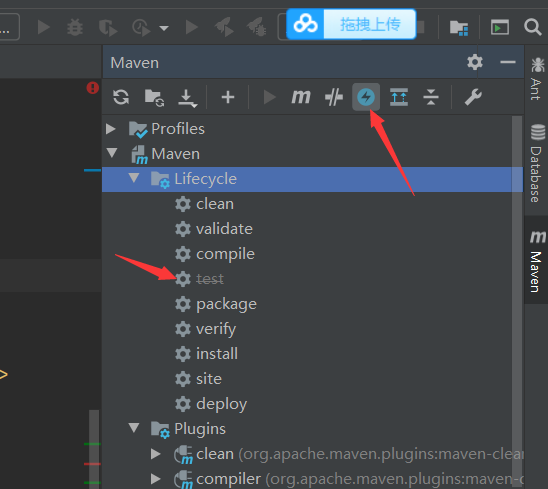 ...
拖拽上传
Maven
Profiles
Maven
Lifecycle
clean
validate
compile
test
package
verify
install
site
deploy
Plugins
clean (org.apache.maven.plugins:maven-clean
compiler (org.apache.maven.plugins:maven-c
Ant
Database
m Maven
>